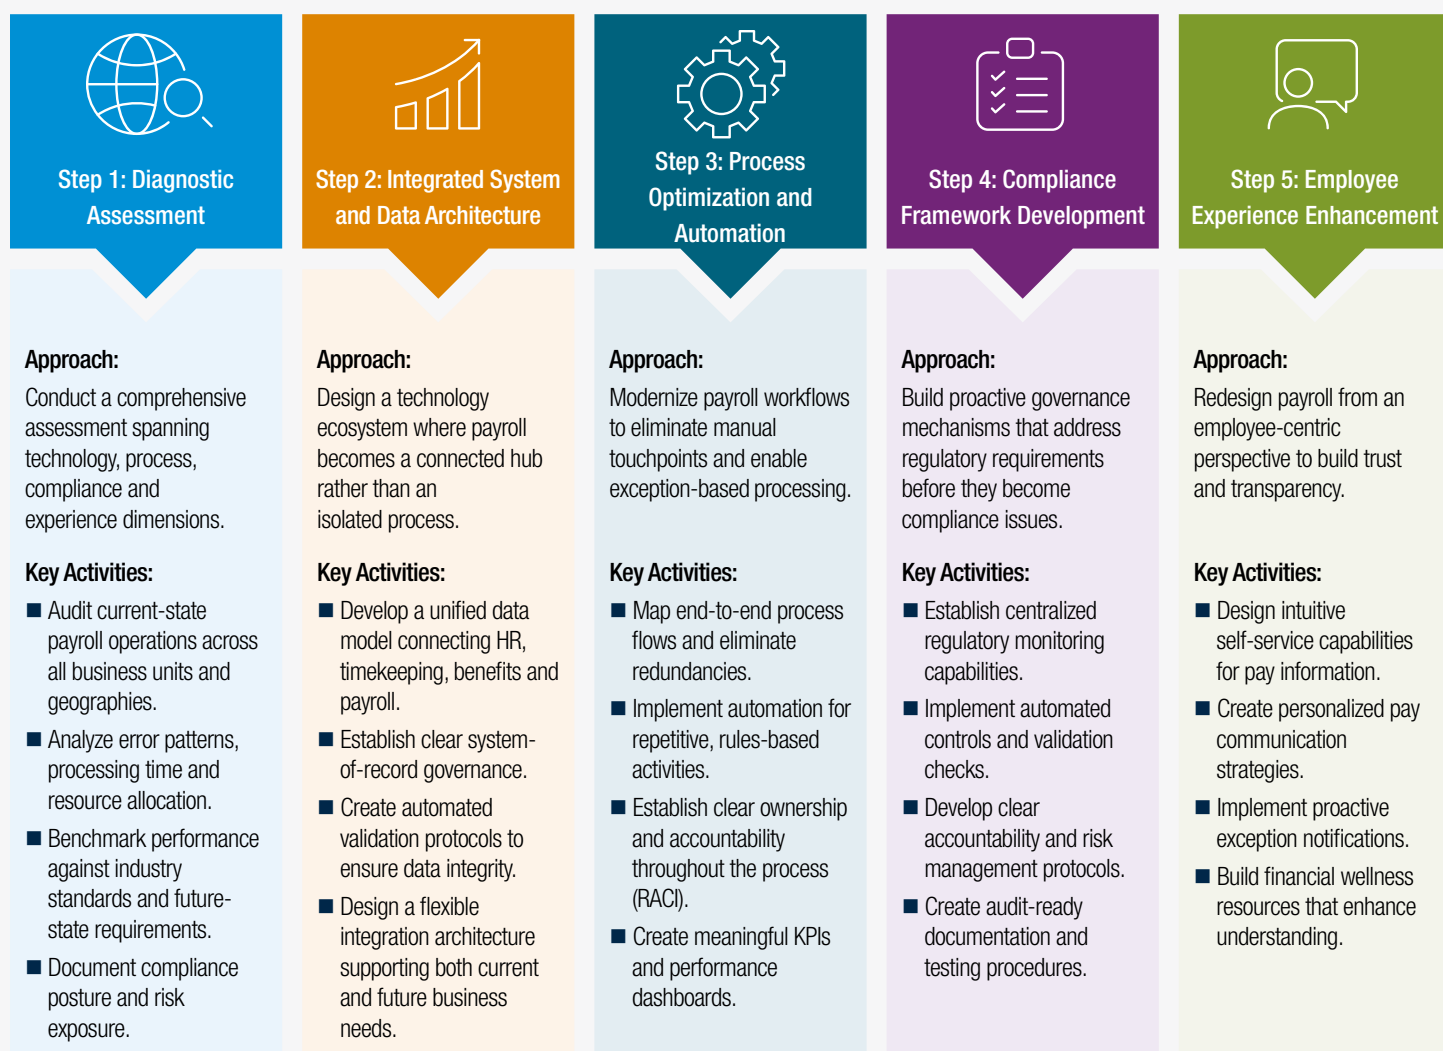 Step 1: Diagnostic
Assessment
Approach:
Conduct a comprehensive
assessment spanning
technology, process,
compliance and
experience dimensions.
Key Activities:
■ Audit current-state
payroll operations across
all business units and
geographies.
■ Analyze error patterns,
processing time and
resource allocation.
■ Benchmark performance
against industry
standards and future-
state requirements.
■ Document compliance
posture and risk
exposure.
Step 2: Integrated System
and Data Architecture
Approach:
Design a technology
ecosystem where payroll
becomes a connected hub
rather than an
isolated process.
Key Activities:
■ Develop a unified data
model connecting HR,
timekeeping, benefits and
payroll.
■ Establish clear system-
of-record governance.
■ Create automated
validation protocols to
ensure data integrity.
■ Design a flexible
integration architecture
supporting both current
and future business
needs.
Step 3: Process
Optimization and
Automation
Approach:
Modernize payroll workflows
to eliminate manual
touchpoints and enable
exception-based processing.
Key Activities:
■ Map end-to-end process
flows and eliminate
redundancies.
■ Implement automation for
repetitive, rules-based
activities.
■ Establish clear ownership
and accountability
throughout the process
(RACI).
■ Create meaningful KPIs
and performance
dashboards.
Step 4: Compliance
Framework Development
Approach:
Build proactive governance
mechanisms that address
regulatory requirements
before they become
compliance issues.
Key Activities:
■ Establish centralized
regulatory monitoring
capabilities.
■ Implement automated
controls and validation
checks.
■ Develop clear
accountability and risk
management protocols.
■ Create audit-ready
documentation and
testing procedures.
Step 5: Employee
Experience Enhancement
Approach:
Redesign payroll from an
employee-centric
perspective to build trust
and transparency.
Key Activities:
■ Design intuitive
self-service capabilities
for pay information.
■ Create personalized pay
communication
strategies.
■ Implement proactive
exception notifications.
■ Build financial wellness
resources that enhance
understanding.